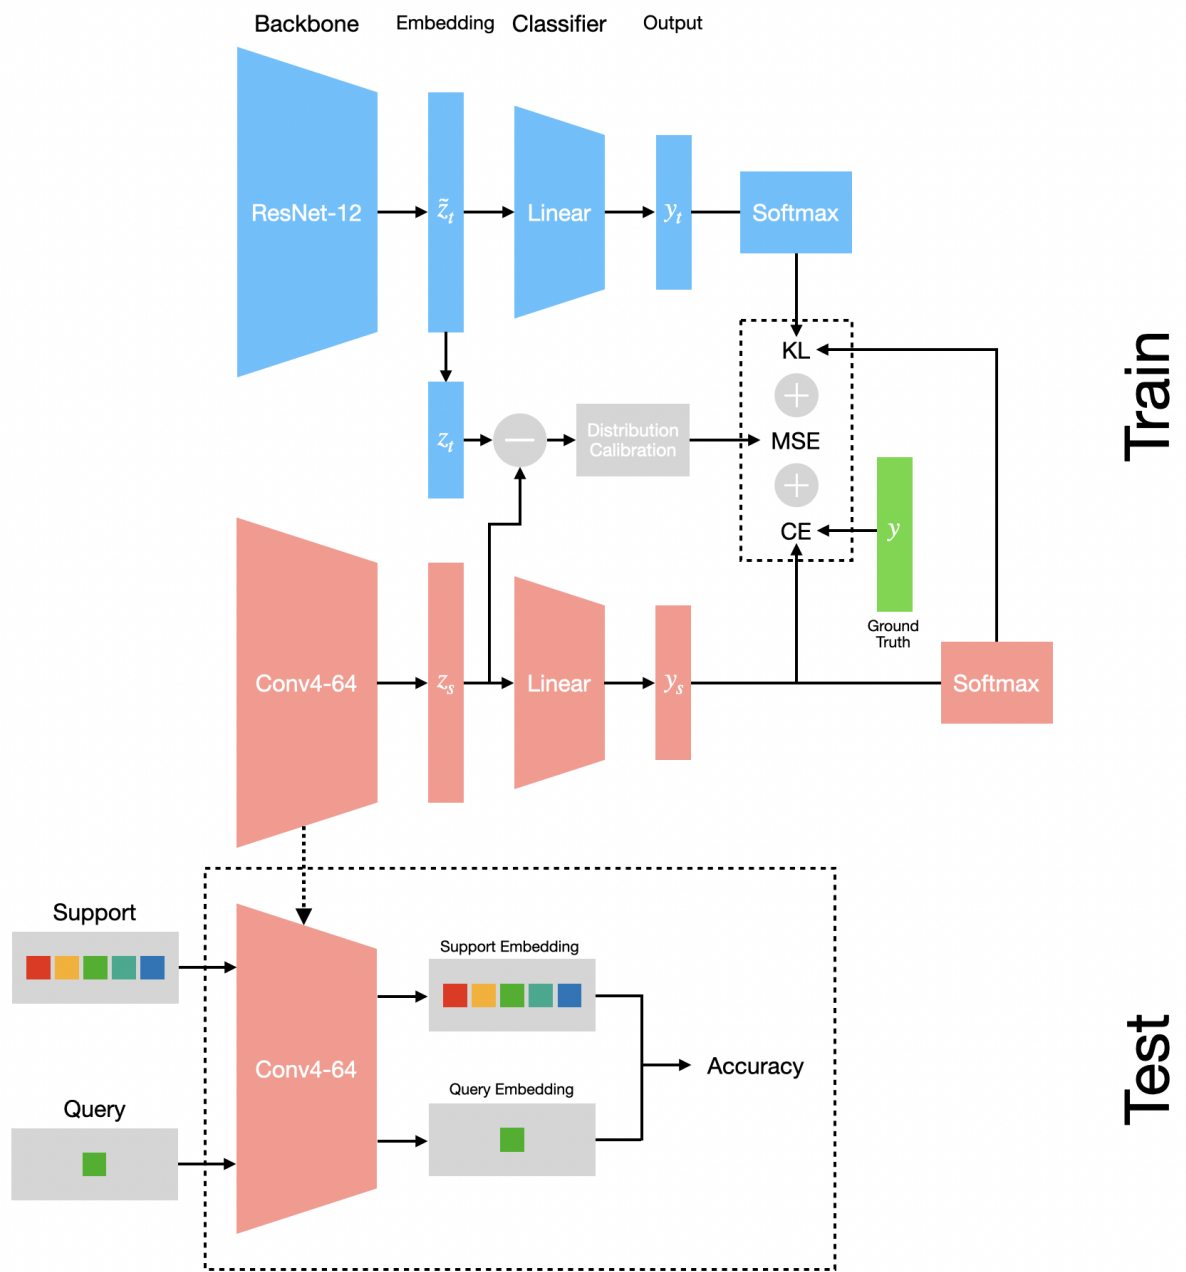 Backbone
Embedding
Classifier
Output
ResNet-12
z̃ₜ
Linear
yₜ
Softmax
KL
zₜ
Distribution
Calibration
MSE
CE
y
Ground
Truth
Conv4-64
zₛ
Linear
yₛ
Softmax
Train
Support
Support Embedding
Conv4-64
Accuracy
Query Embedding
Query
Test